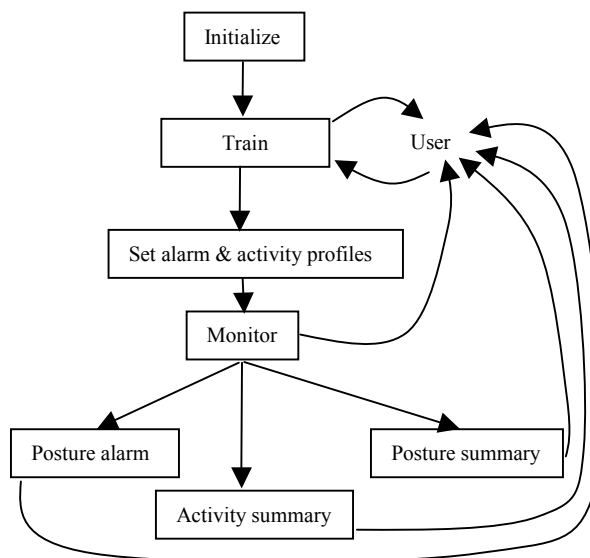 Initialize
Train
User
Set alarm & activity profiles
Monitor
Posture alarm
Posture summary
Activity summary